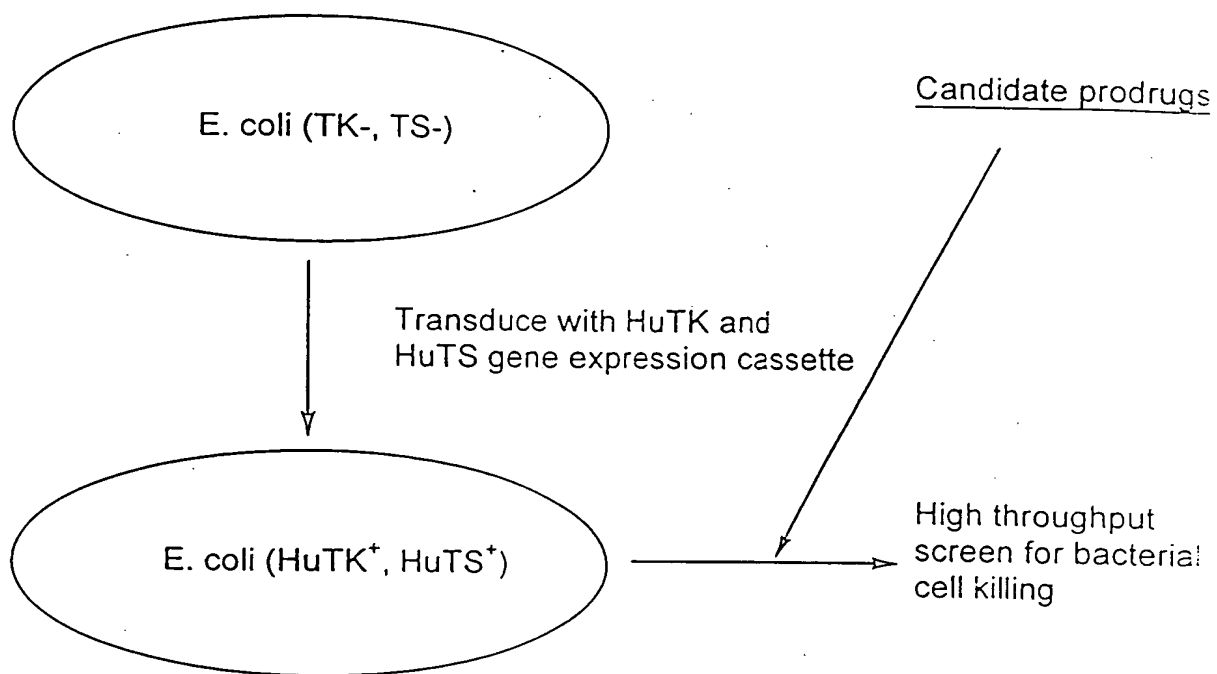 E. coli (TK-, TS-)
Candidate prodrugs
Transduce with HuTK and
HuTS gene expression cassette
E. coli (HuTK⁺, HuTS⁺)
High throughput
screen for bacterial
cell killing